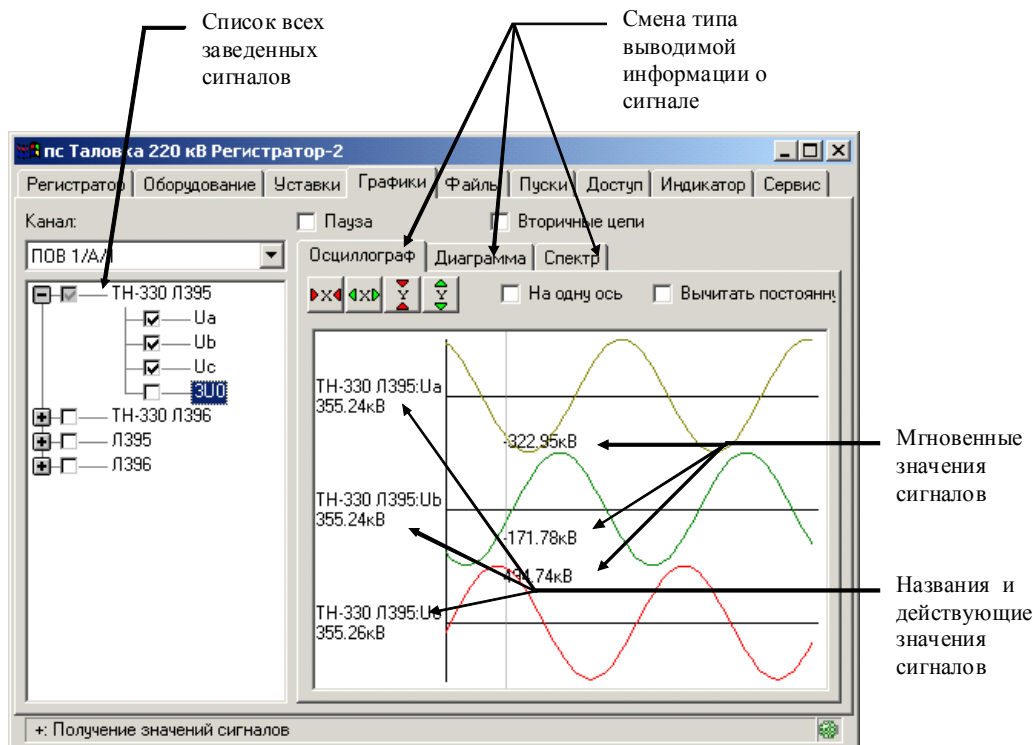 Список всех
заведенных
сигналов
Смена типа
выводимой
информации о
сигнале
пс Таловка 220 кВ Регистратор-2
Регистратор Оборудование Уставки Графики Файлы Пуски Доступ Индикатор Сервис
Канал:
Пауза
Вторичные цепи
ПОВ 1/А/1
Осциллограф Диаграмма Спектр
ТН-330 Л395
Ua
Ub
Uc
3U0
ТН-330 Л396
Л395
Л396
X X Y Y
На одну ось
Вычитать постоянну
ТН-330 Л395:Ua
355.24кВ
-322.95кВ
ТН-330 Л395:Ub
355.24кВ
-171.78кВ
494.74кВ
ТН-330 Л395:Uc
355.26кВ
Мгновенные
значения
сигналов
Названия и
действующие
значения
сигналов
+: Получение значений сигналов